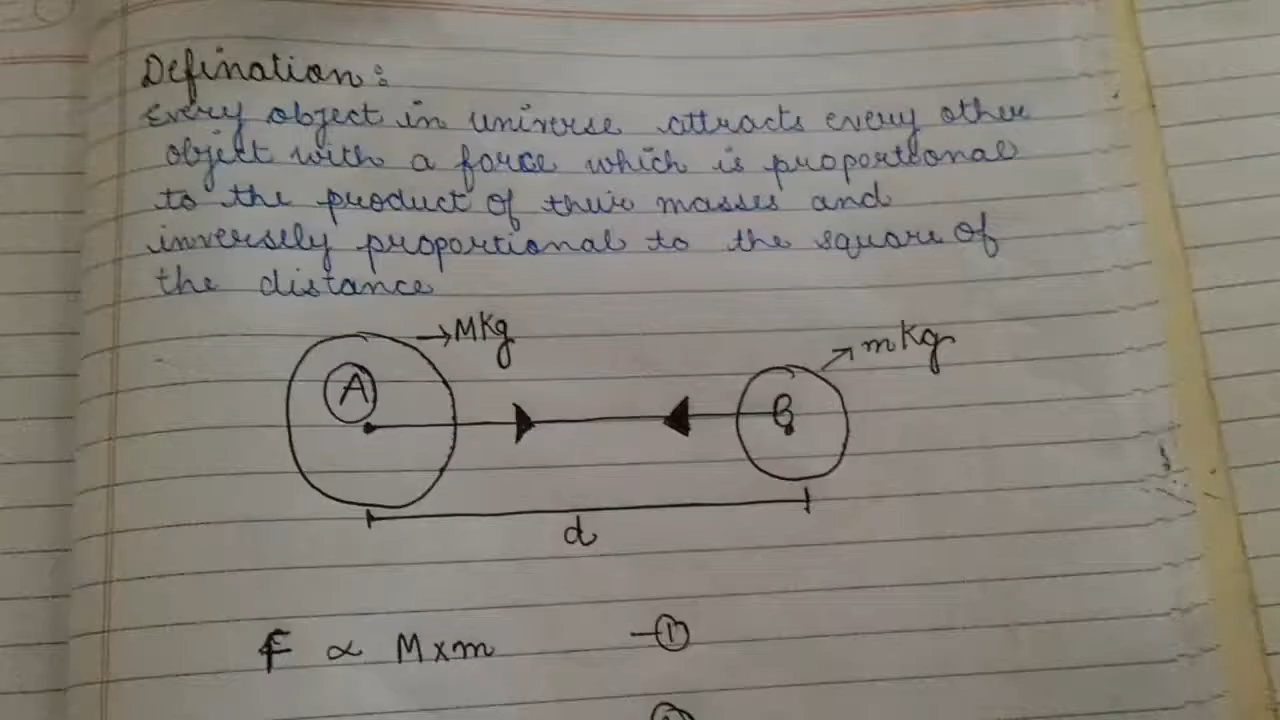 Defination:
Every object in universe attracts every other
object with a force which is proportional
to the product of their masses and
inversely proportional to the square of
the distance
→MKg
→mKg
A
B
d
F ∝ M×m —①